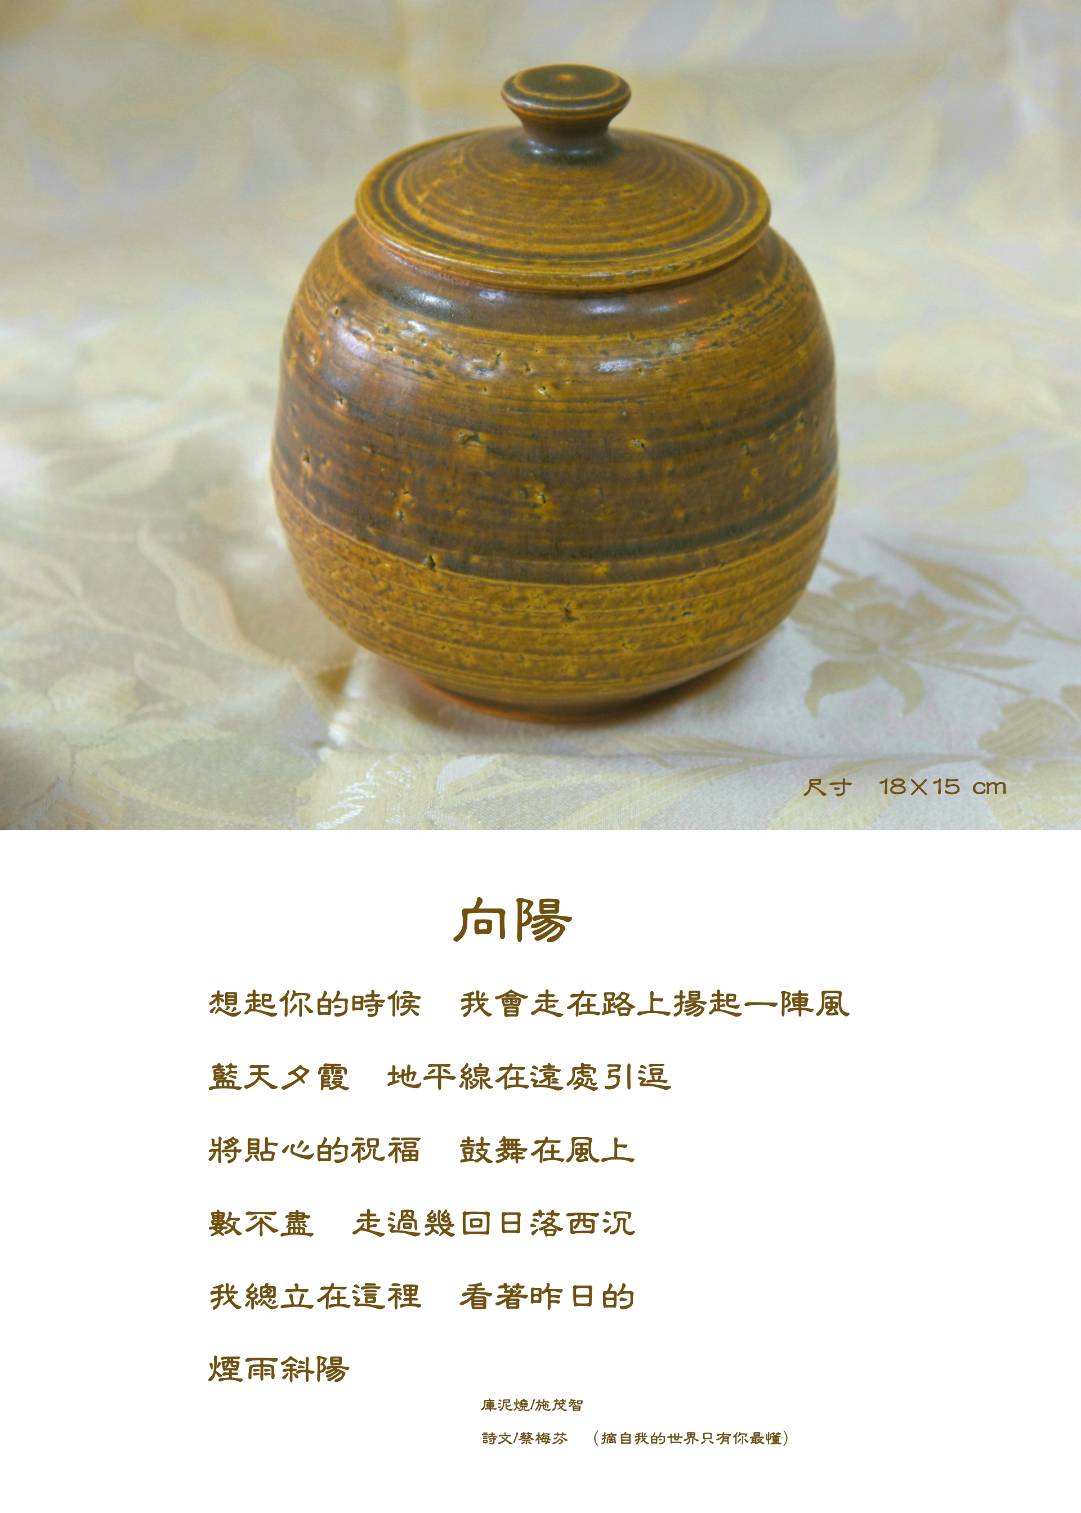 尺寸　18×15 cm
向陽
想起你的時候　我會走在路上揚起一陣風
藍天夕霞　地平線在遠處引逗
將貼心的祝福　鼓舞在風上
數不盡　走過幾回日落西沉
我總立在這裡　看著昨日的
煙雨斜陽
庫泥燒/施茂智
詩文/蔡梅芬　（摘自我的世界只有你最懂）